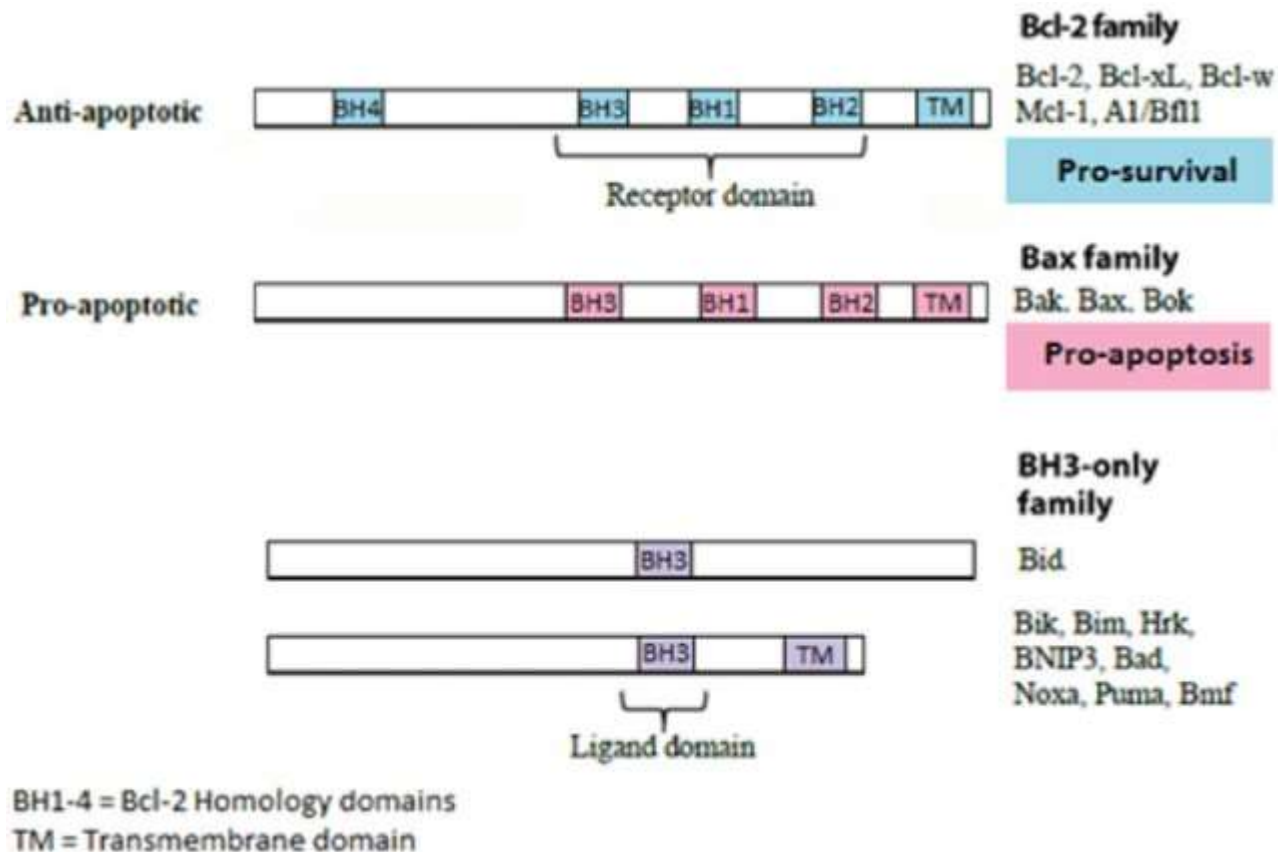 Bcl-2 family
Anti-apoptotic
BH4 BH3 BH1 BH2 TM
Bcl-2, Bcl-xL, Bcl-w
Mcl-1, A1/Bfl1
Receptor domain
Pro-survival
Bax family
Pro-apoptotic
BH3 BH1 BH2 TM
Bak. Bax. Bok
Pro-apoptosis
BH3-only
family
BH3
Bid
BH3 TM
Bik, Bim, Hrk,
BNIP3, Bad,
Noxa, Puma, Bmf
Ligand domain
BH1-4 = Bcl-2 Homology domains
TM = Transmembrane domain